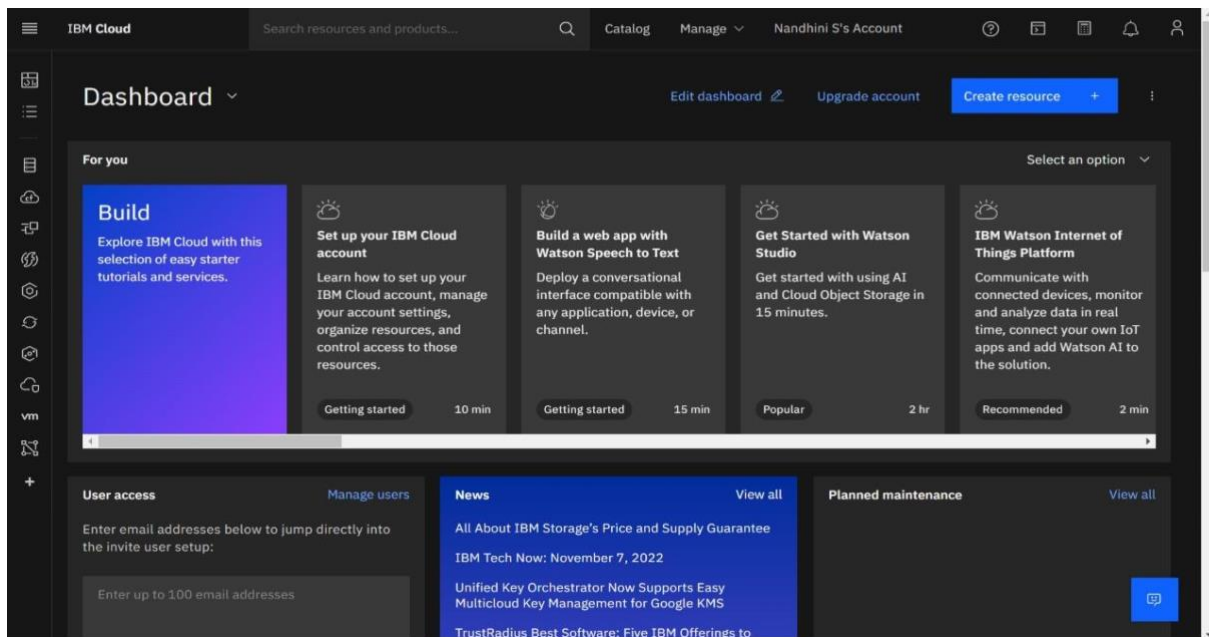 IBM Cloud
Search resources and products...
Catalog
Manage
Nandhini S's Account
Dashboard
Edit dashboard
Upgrade account
Create resource +
For you
Select an option
Build
Explore IBM Cloud with this
selection of easy starter
tutorials and services.
Set up your IBM Cloud
account
Learn how to set up your
IBM Cloud account, manage
your account settings,
organize resources, and
control access to those
resources.
Getting started
10 min
Build a web app with
Watson Speech to Text
Deploy a conversational
interface compatible with
any application, device, or
channel.
Getting started
15 min
Get Started with Watson
Studio
Get started with using AI
and Cloud Object Storage in
15 minutes.
Popular
2 hr
IBM Watson Internet of
Things Platform
Communicate with
connected devices, monitor
and analyze data in real
time, connect your own IoT
apps and add Watson AI to
the solution.
Recommended
2 min
vm
User access
Manage users
Enter email addresses below to jump directly into
the invite user setup:
Enter up to 100 email addresses
News
View all
All About IBM Storage's Price and Supply Guarantee
IBM Tech Now: November 7, 2022
Unified Key Orchestrator Now Supports Easy
Multicloud Key Management for Google KMS
TrustRadius Best Software: Five IBM Offerings to
Planned maintenance
View all